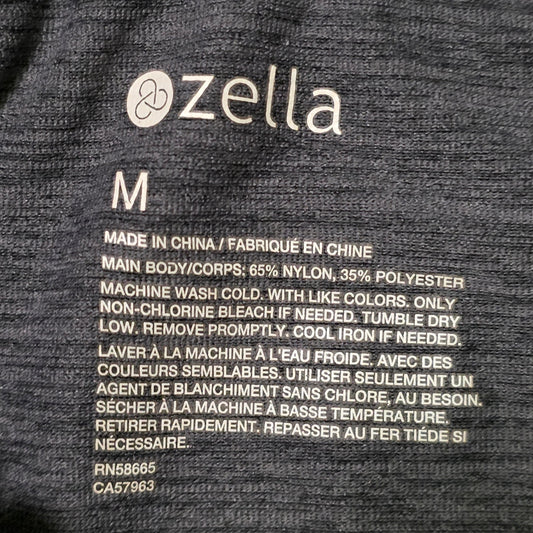 zella
M
MADE IN CHINA / FABRIQUÉ EN CHINE
MAIN BODY/CORPS: 65% NYLON, 35% POLYESTER
MACHINE WASH COLD. WITH LIKE COLORS. ONLY
NON-CHLORINE BLEACH IF NEEDED. TUMBLE DRY
LOW. REMOVE PROMPTLY. COOL IRON IF NEEDED.
LAVER À LA MACHINE À L'EAU FROIDE. AVEC DES
COULEURS SEMBLABLES. UTILISER SEULEMENT UN
AGENT DE BLANCHIMENT SANS CHLORE, AU BESOIN.
SÉCHER À LA MACHINE À BASSE TEMPÉRATURE.
RETIRER RAPIDEMENT. REPASSER AU FER TIÉDE SI
NÉCESSAIRE.
RN58665
CA57963